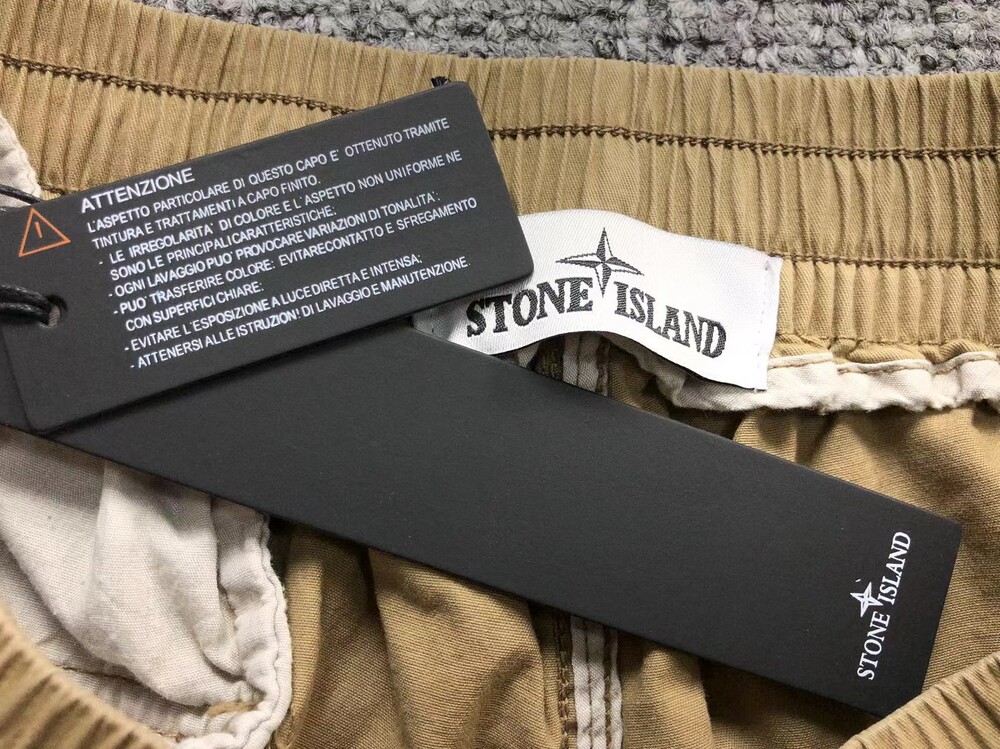 ATTENZIONE
L'ASPETTO PARTICOLARE DI QUESTO CAPO E' OTTENUTO TRAMITE
TINTURA E TRATTAMENTI A CAPO FINITO.
- LE IRREGOLARITA' DI COLORE E L'ASPETTO NON UNIFORME NE
SONO LE PRINCIPALI CARATTERISTICHE:
- OGNI LAVAGGIO PUO' PROVOCARE VARIAZIONI DI TONALITA':
- PUO' TRASFERIRE COLORE: EVITARE CONTATTO E SFREGAMENTO
CON SUPERFICI CHIARE:
- EVITARE L'ESPOSIZIONE A LUCE DIRETTA E INTENSA:
- ATTENERSI ALLE ISTRUZIONI DI LAVAGGIO E MANUTENZIONE
STONE ISLAND
STONE ISLAND